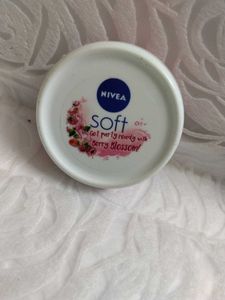 NIVEA
soft
Get party ready with
Berry Blossom!